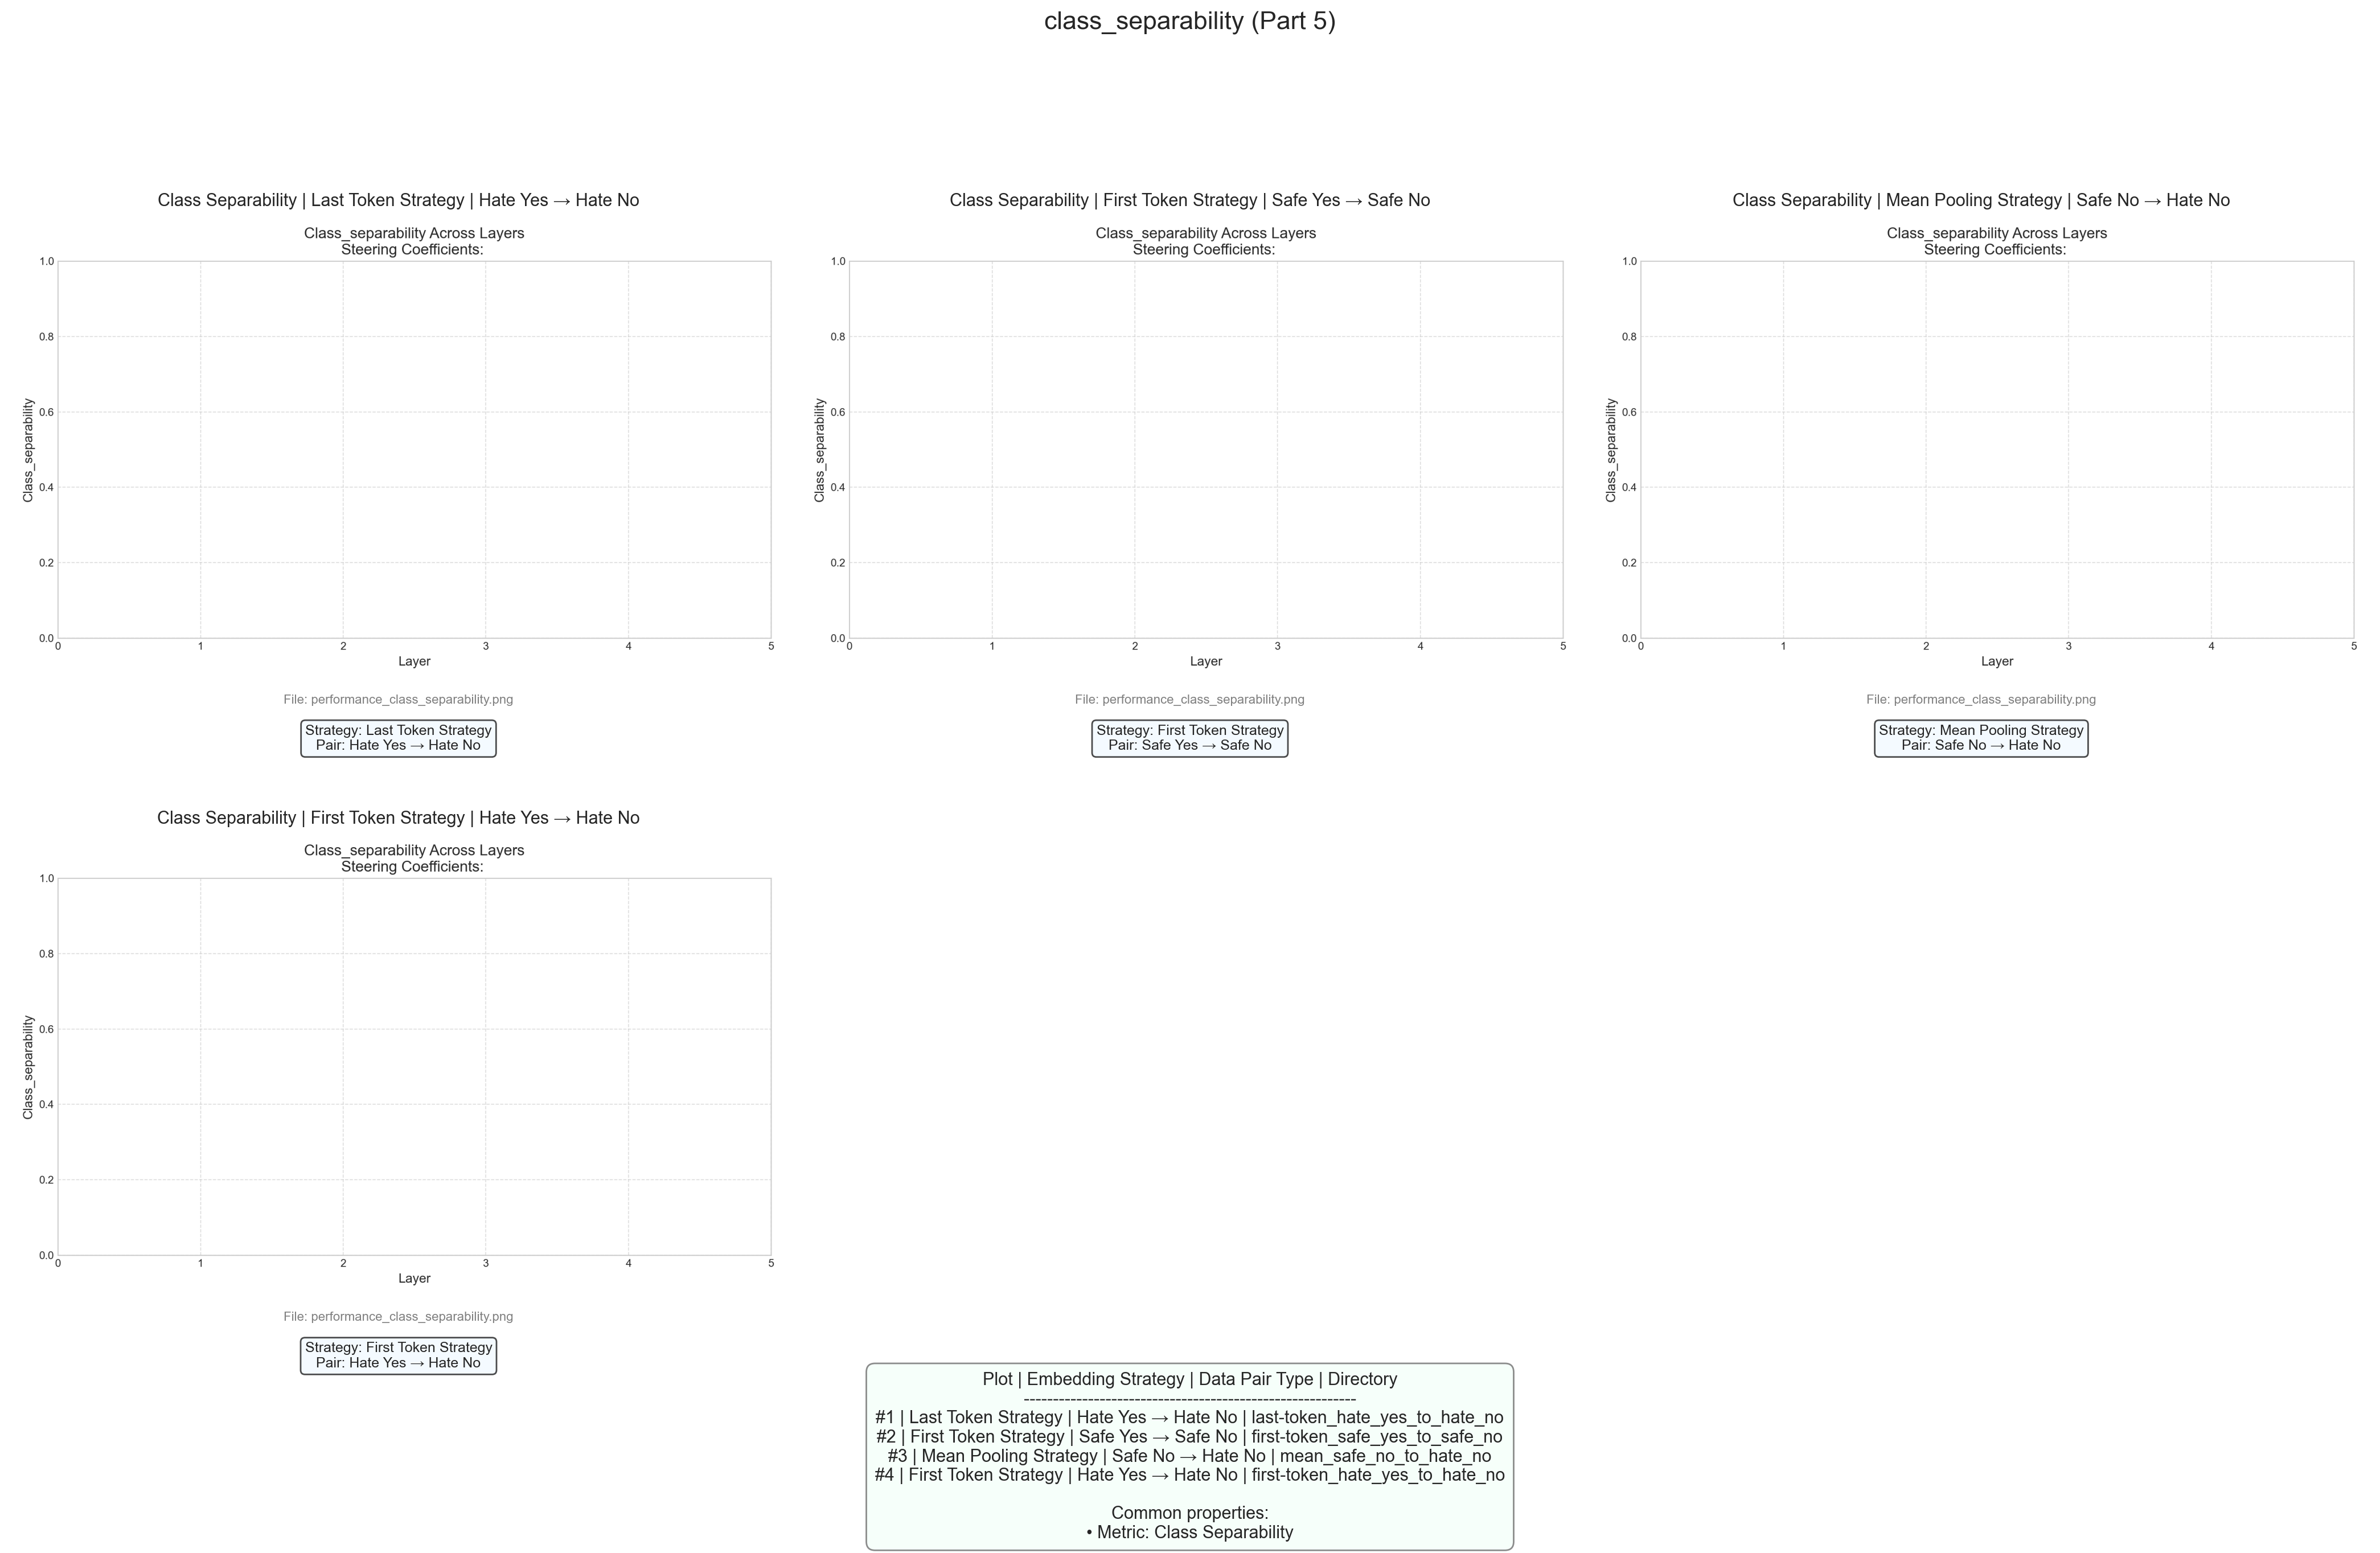 class_separability (Part 5)
Class Separability | Last Token Strategy | Hate Yes → Hate No
Class_separability Across Layers
Steering Coefficients:
1.0
0.8
0.6
0.4
0.2
0.0
Class_separability
0 1 2 3 4 5
Layer
File: performance_class_separability.png
Strategy: Last Token Strategy
Pair: Hate Yes → Hate No
Class Separability | First Token Strategy | Safe Yes → Safe No
Class_separability Across Layers
Steering Coefficients:
1.0
0.8
0.6
0.4
0.2
0.0
Class_separability
0 1 2 3 4 5
Layer
File: performance_class_separability.png
Strategy: First Token Strategy
Pair: Safe Yes → Safe No
Class Separability | Mean Pooling Strategy | Safe No → Hate No
Class_separability Across Layers
Steering Coefficients:
1.0
0.8
0.6
0.4
0.2
0.0
Class_separability
0 1 2 3 4 5
Layer
File: performance_class_separability.png
Strategy: Mean Pooling Strategy
Pair: Safe No → Hate No
Class Separability | First Token Strategy | Hate Yes → Hate No
Class_separability Across Layers
Steering Coefficients:
1.0
0.8
0.6
0.4
0.2
0.0
Class_separability
0 1 2 3 4 5
Layer
File: performance_class_separability.png
Strategy: First Token Strategy
Pair: Hate Yes → Hate No
Plot | Embedding Strategy | Data Pair Type | Directory
---------------------------------------------------------
#1 | Last Token Strategy | Hate Yes → Hate No | last-token_hate_yes_to_hate_no
#2 | First Token Strategy | Safe Yes → Safe No | first-token_safe_yes_to_safe_no
#3 | Mean Pooling Strategy | Safe No → Hate No | mean_safe_no_to_hate_no
#4 | First Token Strategy | Hate Yes → Hate No | first-token_hate_yes_to_hate_no
Common properties:
• Metric: Class Separability